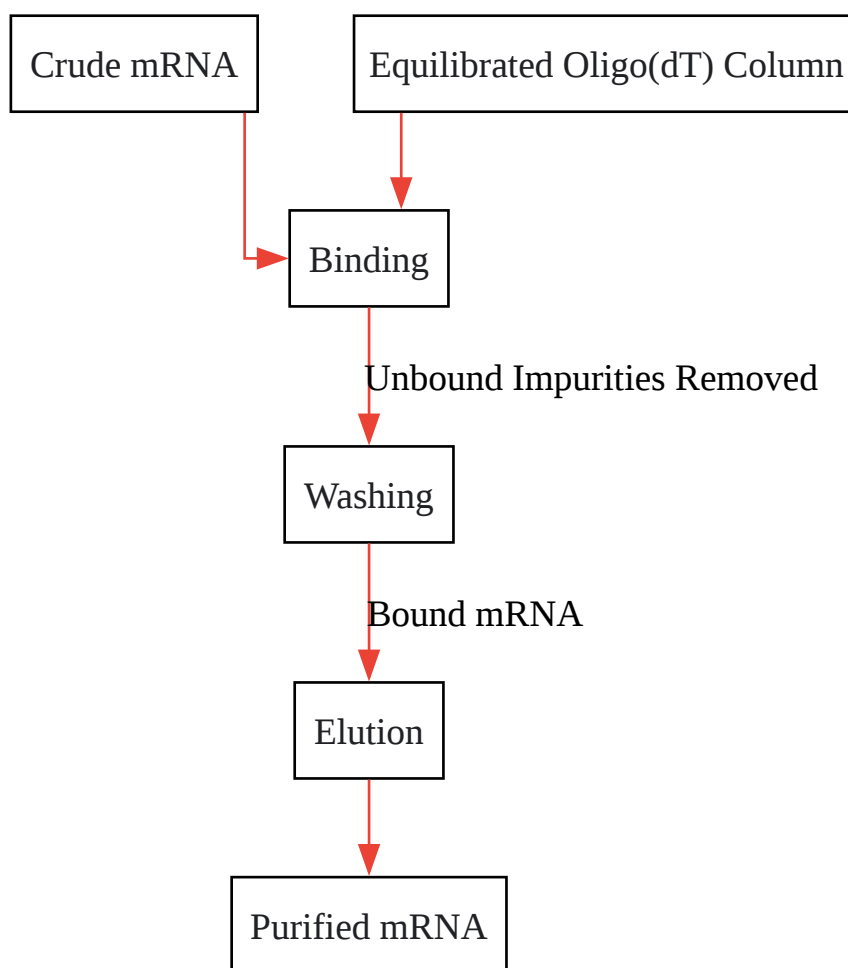 Crude mRNA
Equilibrated Oligo(dT) Column
Binding
Unbound Impurities Removed
Washing
Bound mRNA
Elution
Purified mRNA